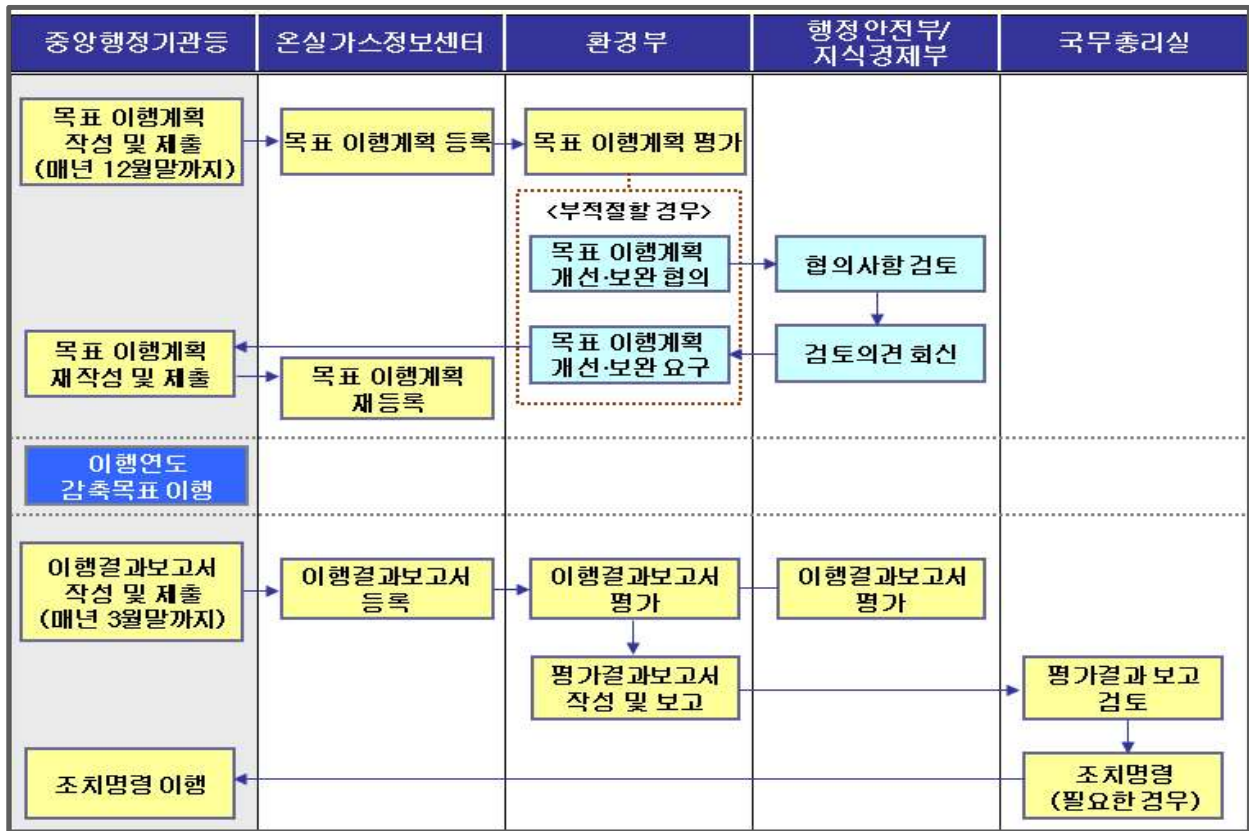 중앙행정기관등
온실가스정보센터
환경부
행정안전부/
지식경제부
국무총리실
목표 이행계획
작성 및 제출
(매년 12월말까지)
목표 이행계획 등록
목표 이행계획 평가
<부적절할 경우>
목표 이행계획
개선·보완 협의
협의사항 검토
목표 이행계획
재작성 및 제출
목표 이행계획
재등록
목표 이행계획
개선·보완 요구
검토의견 회신
이행연도
감축목표 이행
이행결과보고서
작성 및 제출
(매년 3월말까지)
이행결과보고서
등록
이행결과보고서
평가
이행결과보고서
평가
평가결과보고서
작성 및 보고
평가결과 보고
검토
조치명령 이행
조치명령
(필요한 경우)